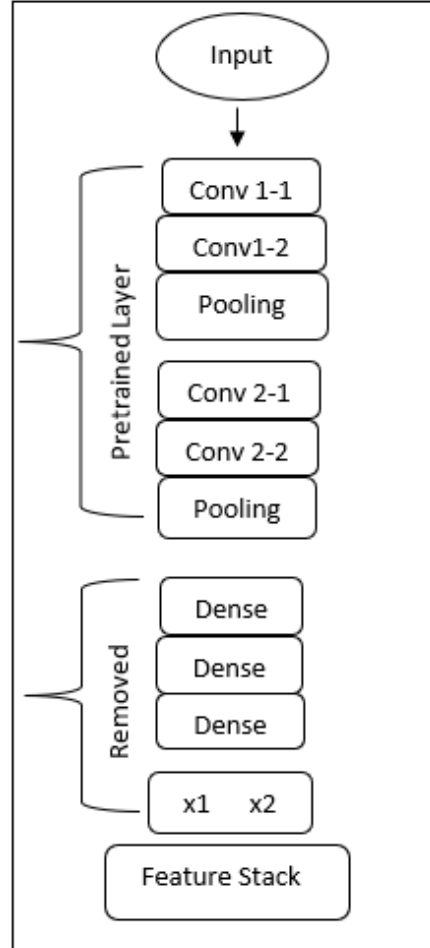 Input
Conv 1-1
Conv1-2
Pooling
Pretrained Layer
Conv 2-1
Conv 2-2
Pooling
Dense
Removed
Dense
Dense
x1 x2
Feature Stack